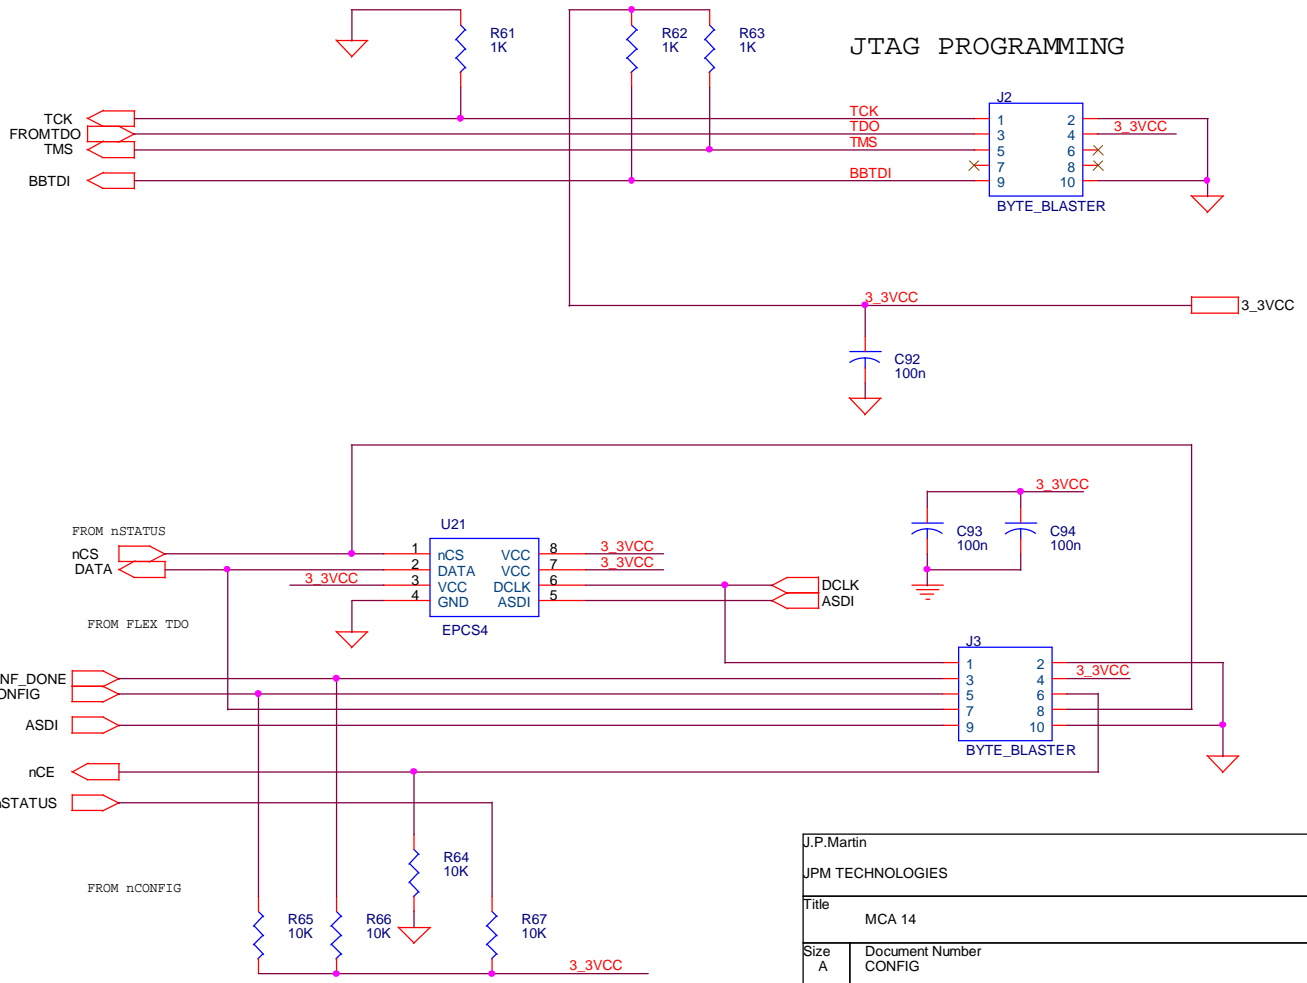 R61
1K
R62
1K
R63
1K
JTAG PROGRAMMING
J2
TCK
TCK
1
2
FROMTDO
TDO
3
4
3_3VCC
TMS
TMS
5
6
7
8
BBTDI
BBTDI
9
10
BYTE_BLASTER
3_3VCC
3_3VCC
C92
100n
3_3VCC
C93
100n
C94
100n
FROM nSTATUS
U21
nCS
1
nCS
VCC
8
3_3VCC
DATA
2
DATA
VCC
7
3_3VCC
3_3VCC
3
VCC
DCLK
6
DCLK
4
GND
ASDI
5
ASDI
EPCS4
FROM FLEX TDO
J3
1
2
NF_DONE
3
4
3_3VCC
ONFIG
5
6
7
8
ASDI
9
10
BYTE_BLASTER
nCE
STATUS
R64
10K
FROM nCONFIG
R65
10K
R66
10K
R67
10K
3_3VCC
J.P.Martin
JPM TECHNOLOGIES
Title
MCA 14
Size
A
Document Number
CONFIG